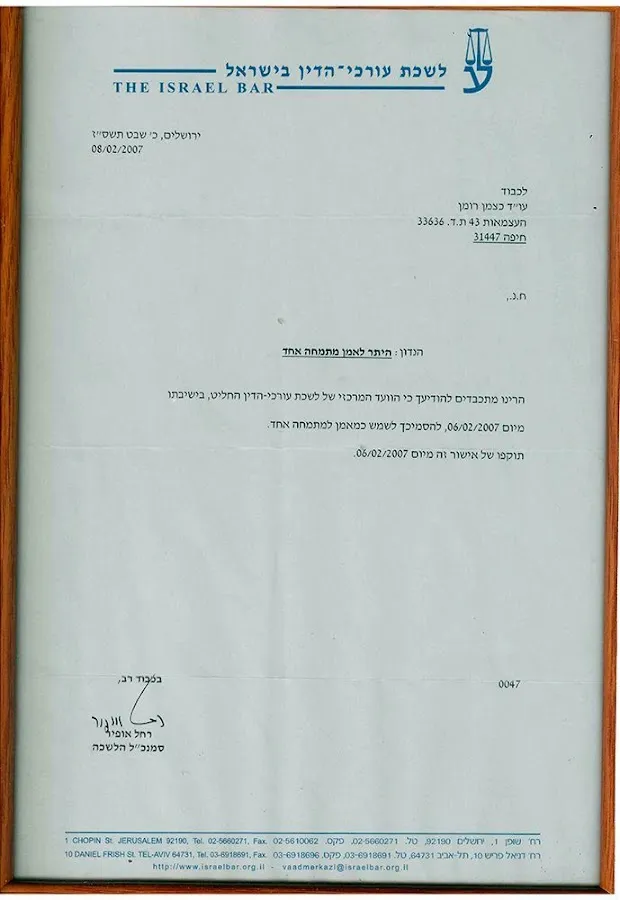 לשכת עורכי־הדין בישראל
THE ISRAEL BAR
ירושלים, כ' שבט תשס"ז
08/02/2007
לכבוד
עו"ד כצמן רומן
העצמאות 43 ת.ד. 33636
חיפה 31447
ח.נ.,
הנדון: היתר לאמן מתמחה אחד
הרינו מתכבדים להודיעך כי הוועד המרכזי של לשכת עורכי-הדין החליט, בישיבתו
מיום 06/02/2007, להסמיכך לשמש כמאמן למתמחה אחד.
תוקפו של אישור זה מיום 06/02/2007.
0047
בכבוד רב,
רחל אופיר
סמנכ"ל הלשכה
רח' שופן 1, ירושלים 92190, טל. 02-5660271, פקס. 02-5610062
1 CHOPIN St. JERUSALEM 92190, Tel. 02-5660271, Fax.
רח' דניאל פריש 10, תל-אביב 64731, טל. 03-6918691, פקס. 03-6918696
10 DANIEL FRISH St. TEL-AVIV 64731, Tel. 03-6918691, Fax.
http://www.israelbar.org.il - vaadmerkazi@israelbar.org.il